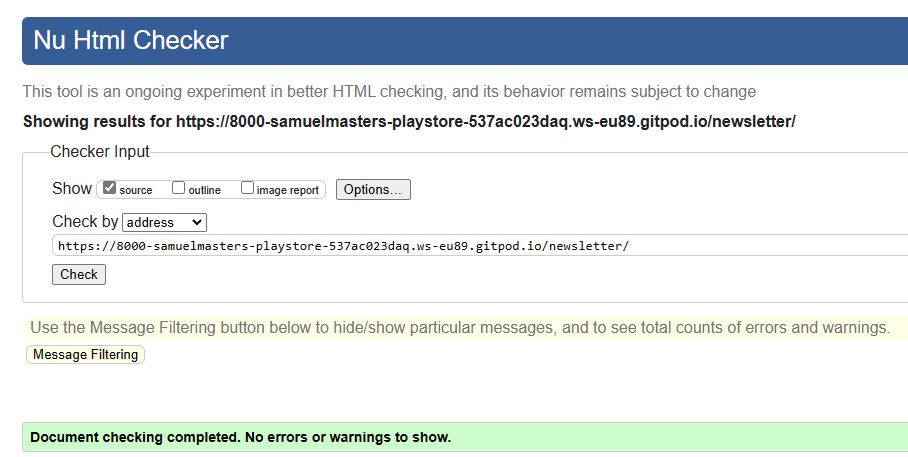 Nu Html Checker
This tool is an ongoing experiment in better HTML checking, and its behavior remains subject to change
Showing results for https://8000-samuelmasters-playstore-537ac023daq.ws-eu89.gitpod.io/newsletter/
Checker Input
Show source outline image report Options...
Check by address
https://8000-samuelmasters-playstore-537ac023daq.ws-eu89.gitpod.io/newsletter/
Check
Use the Message Filtering button below to hide/show particular messages, and to see total counts of errors and warnings.
Message Filtering
Document checking completed. No errors or warnings to show.